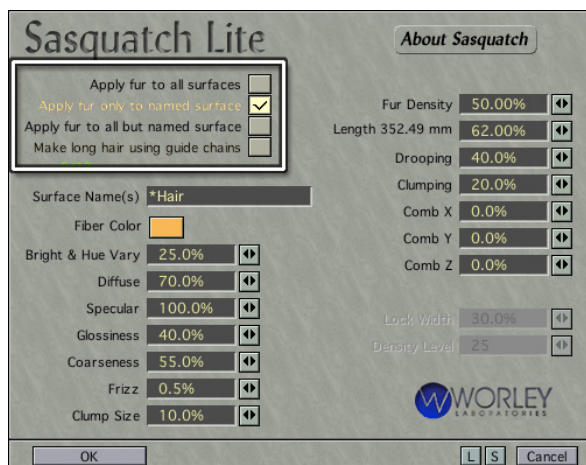 Sasquatch Lite
About Sasquatch
Apply fur to all surfaces
Apply fur only to named surface
Apply fur to all but named surface
Make long hair using guide chains
Surface Name(s) *Hair
Fiber Color
Bright & Hue Vary 25.0%
Diffuse 70.0%
Specular 100.0%
Glossiness 40.0%
Coarseness 55.0%
Frizz 0.5%
Clump Size 10.0%
Fur Density 50.00%
Length 352.49 mm 62.00%
Drooping 40.0%
Clumping 20.0%
Comb X 0.0%
Comb Y 0.0%
Comb Z 0.0%
Lock Width 30.0%
Density Level 25
WORLEY
LABORATORIES
OK
L S Cancel